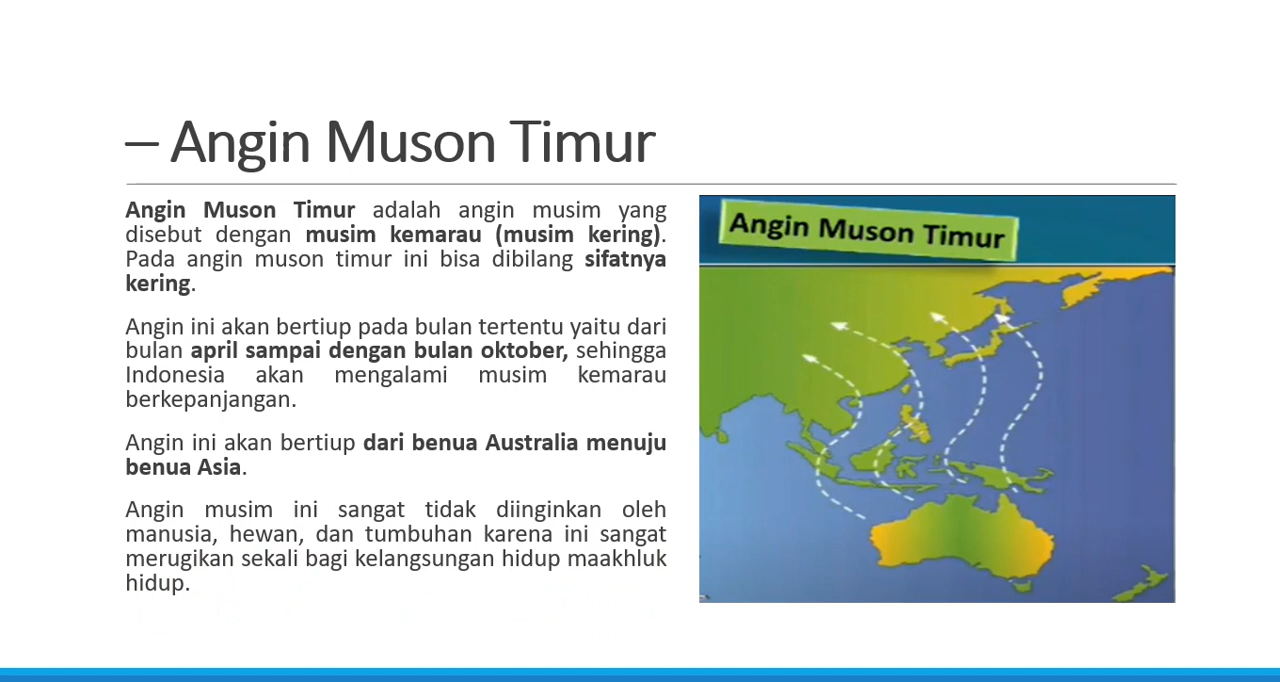 – Angin Muson Timur
Angin Muson Timur adalah angin musim yang
disebut dengan musim kemarau (musim kering).
Pada angin muson timur ini bisa dibilang sifatnya
kering.
Angin ini akan bertiup pada bulan tertentu yaitu dari
bulan april sampai dengan bulan oktober, sehingga
Indonesia akan mengalami musim kemarau
berkepanjangan.
Angin ini akan bertiup dari benua Australia menuju
benua Asia.
Angin musim ini sangat tidak diinginkan oleh
manusia, hewan, dan tumbuhan karena ini sangat
merugikan sekali bagi kelangsungan hidup maakhluk
hidup.
Angin Muson Timur